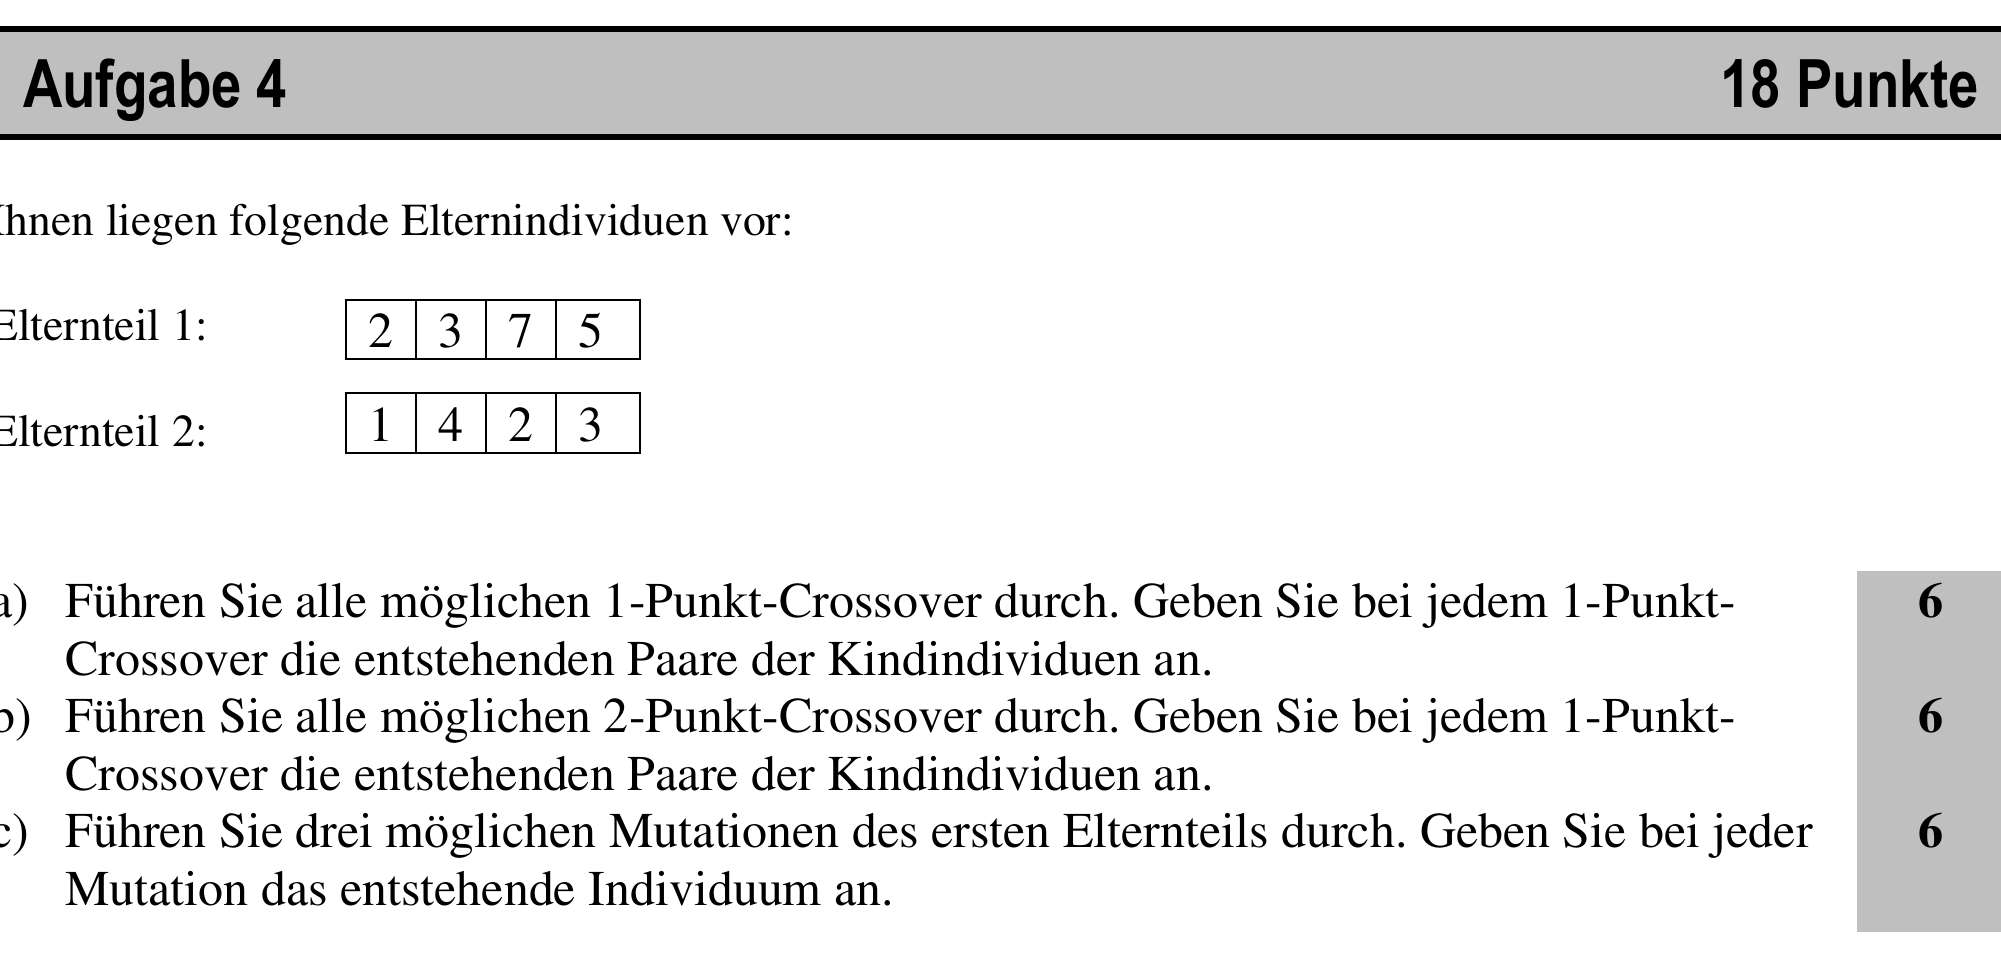 Aufgabe 4 18 Punkte
Ihnen liegen folgende Elternindividuen vor:
Elternteil 1: 2 3 7 5
Elternteil 2: 1 4 2 3
a) Führen Sie alle möglichen 1-Punkt-Crossover durch. Geben Sie bei jedem 1-Punkt- 6
Crossover die entstehenden Paare der Kindindividuen an.
b) Führen Sie alle möglichen 2-Punkt-Crossover durch. Geben Sie bei jedem 1-Punkt- 6
Crossover die entstehenden Paare der Kindindividuen an.
c) Führen Sie drei möglichen Mutationen des ersten Elternteils durch. Geben Sie bei jeder 6
Mutation das entstehende Individuum an.